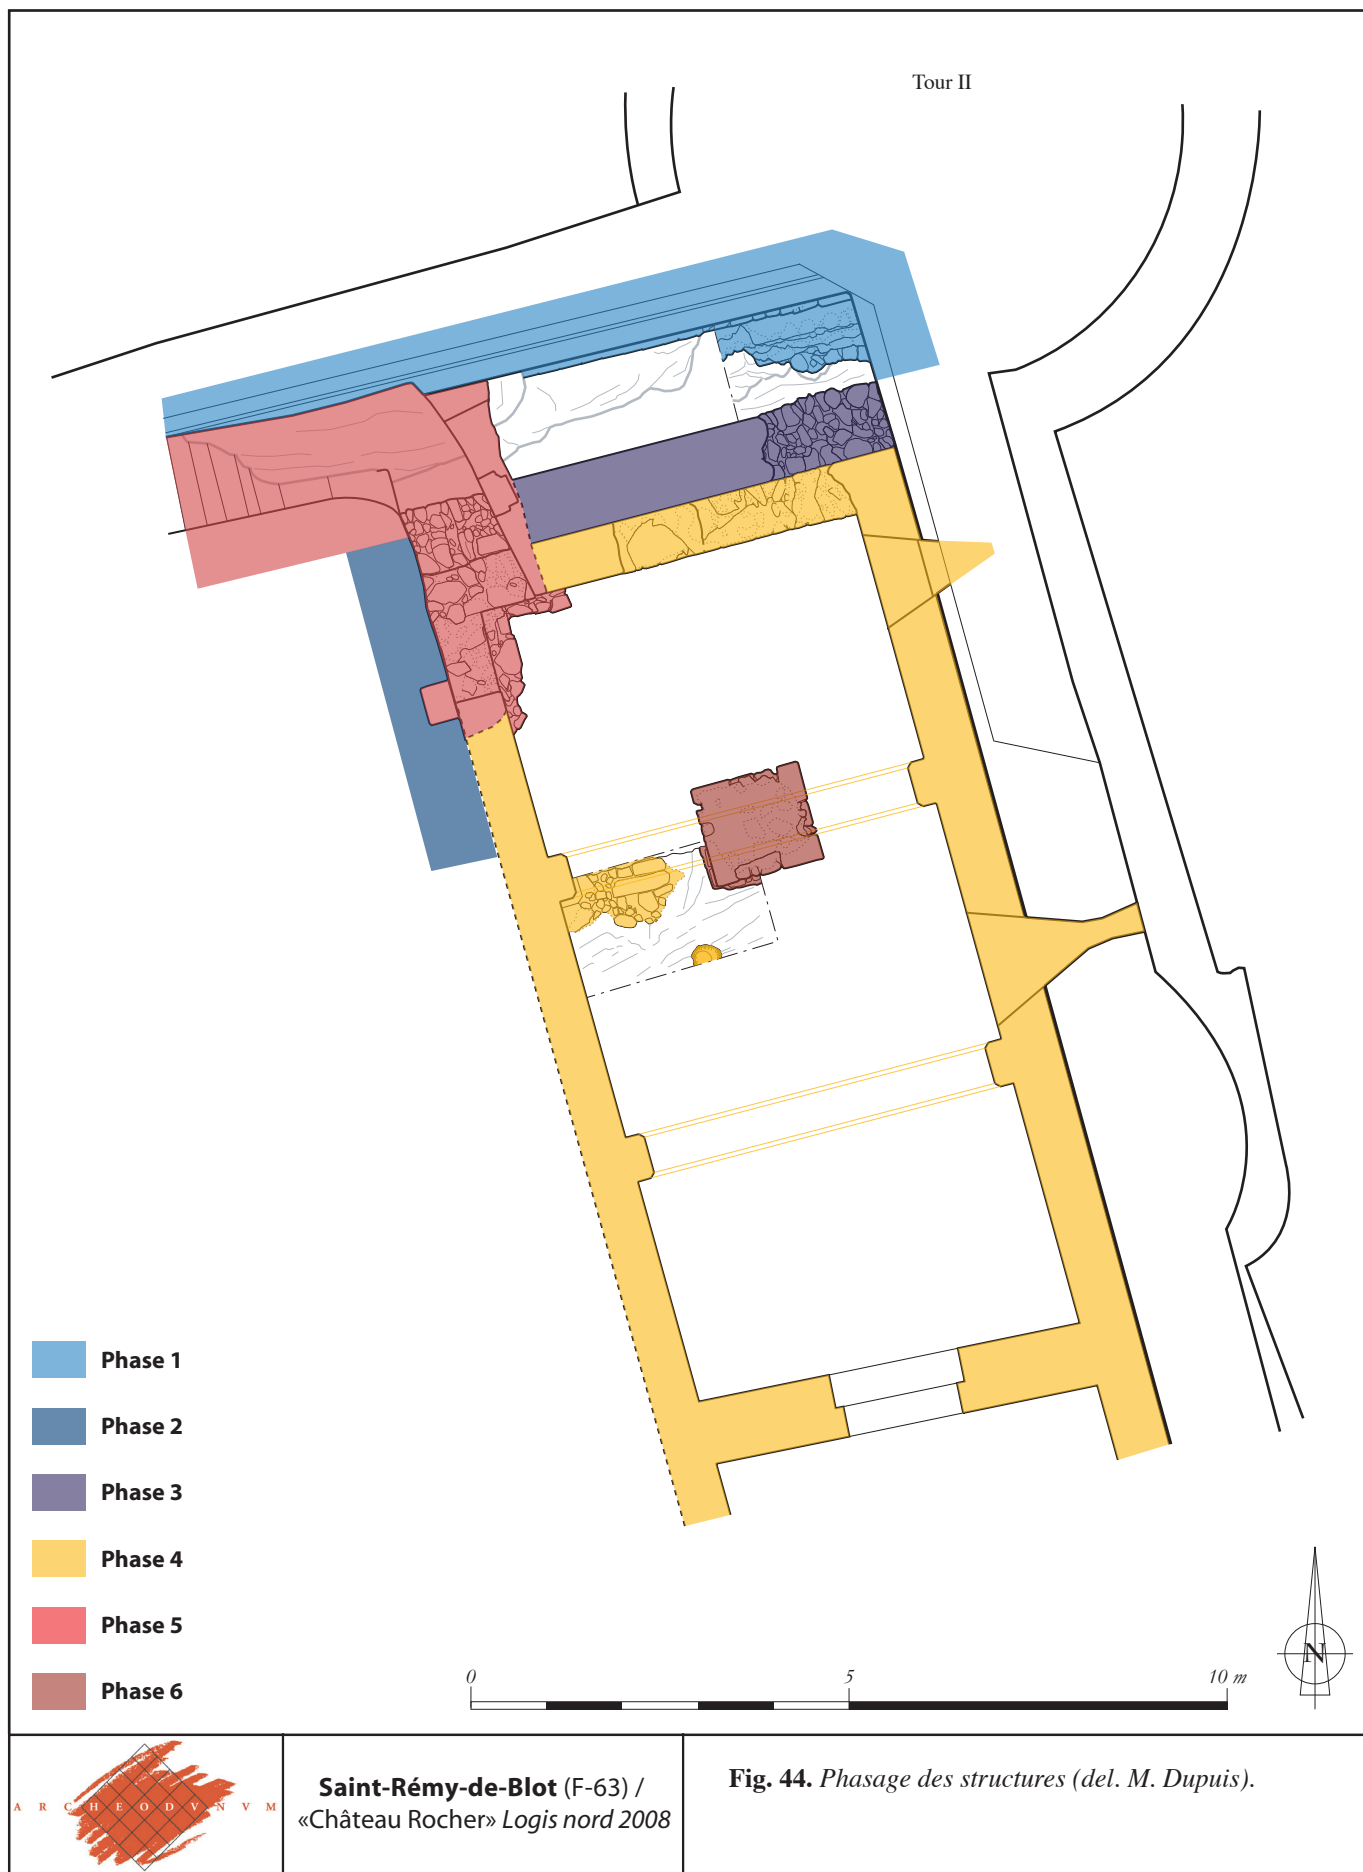 Tour II
Phase 1
Phase 2
Phase 3
Phase 4
Phase 5
Phase 6
0 5 10 m
N
ARCHEODVNVM
Saint-Rémy-de-Blot (F-63) /
«Château Rocher» Logis nord 2008
Fig. 44. Phasage des structures (del. M. Dupuis).